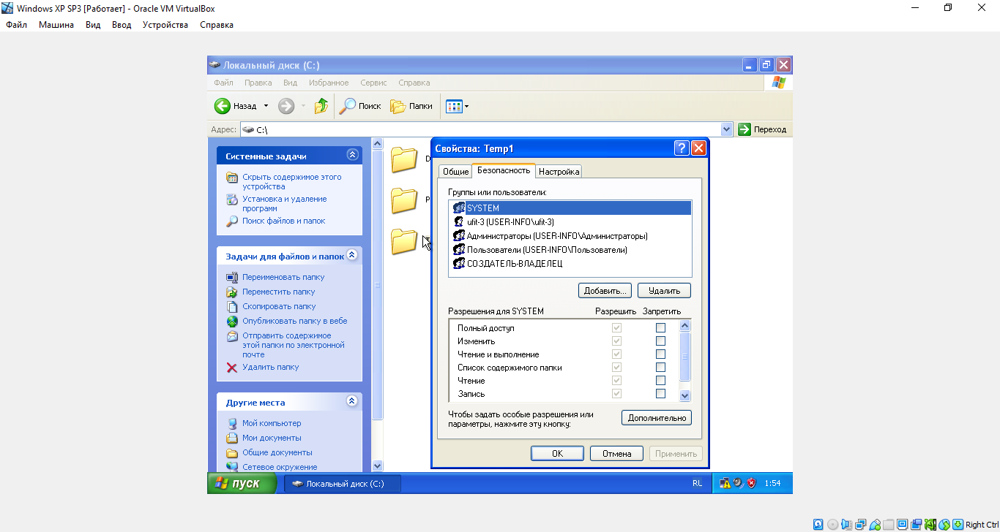 Windows XP SP3 [Работает] - Oracle VM VirtualBox
Файл Машина Вид Ввод Устройства Справка
Локальный диск (C:)
Файл Правка Вид Избранное Сервис Справка
Назад Поиск Папки
Адрес: C:\ Переход
Системные задачи
Скрыть содержимое этого
устройства
Установка и удаление
программ
Поиск файлов и папок
Задачи для файлов и папок
Переименовать папку
Переместить папку
Скопировать папку
Опубликовать папку в вебе
Отправить содержимое
этой папки по электронной
почте
Удалить папку
Другие места
Мой компьютер
Мои документы
Общие документы
Сетевое окружение
D
P
Свойства: Temp1
Общие Безопасность Настройка
Группы или пользователи:
SYSTEM
ufit-3 (USER-INFO\ufit-3)
Администраторы (USER-INFO\Администраторы)
Пользователи (USER-INFO\Пользователи)
СОЗДАТЕЛЬ-ВЛАДЕЛЕЦ
Добавить... Удалить
Разрешения для SYSTEM Разрешить Запретить
Полный доступ
Изменить
Чтение и выполнение
Список содержимого папки
Чтение
Запись
Чтобы задать особые разрешения или
параметры, нажмите эту кнопку:
Дополнительно
OK Отмена Применить
пуск Локальный диск (C:) RL 1:54
Right Ctrl